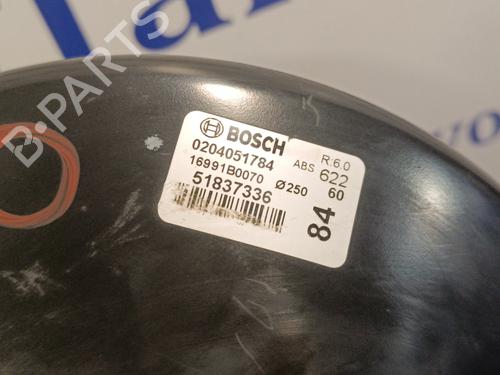 B-PARTS
BOSCH
0204051784 ABS R:6.0
16991B0070 Ø250 622
51837336 60
84